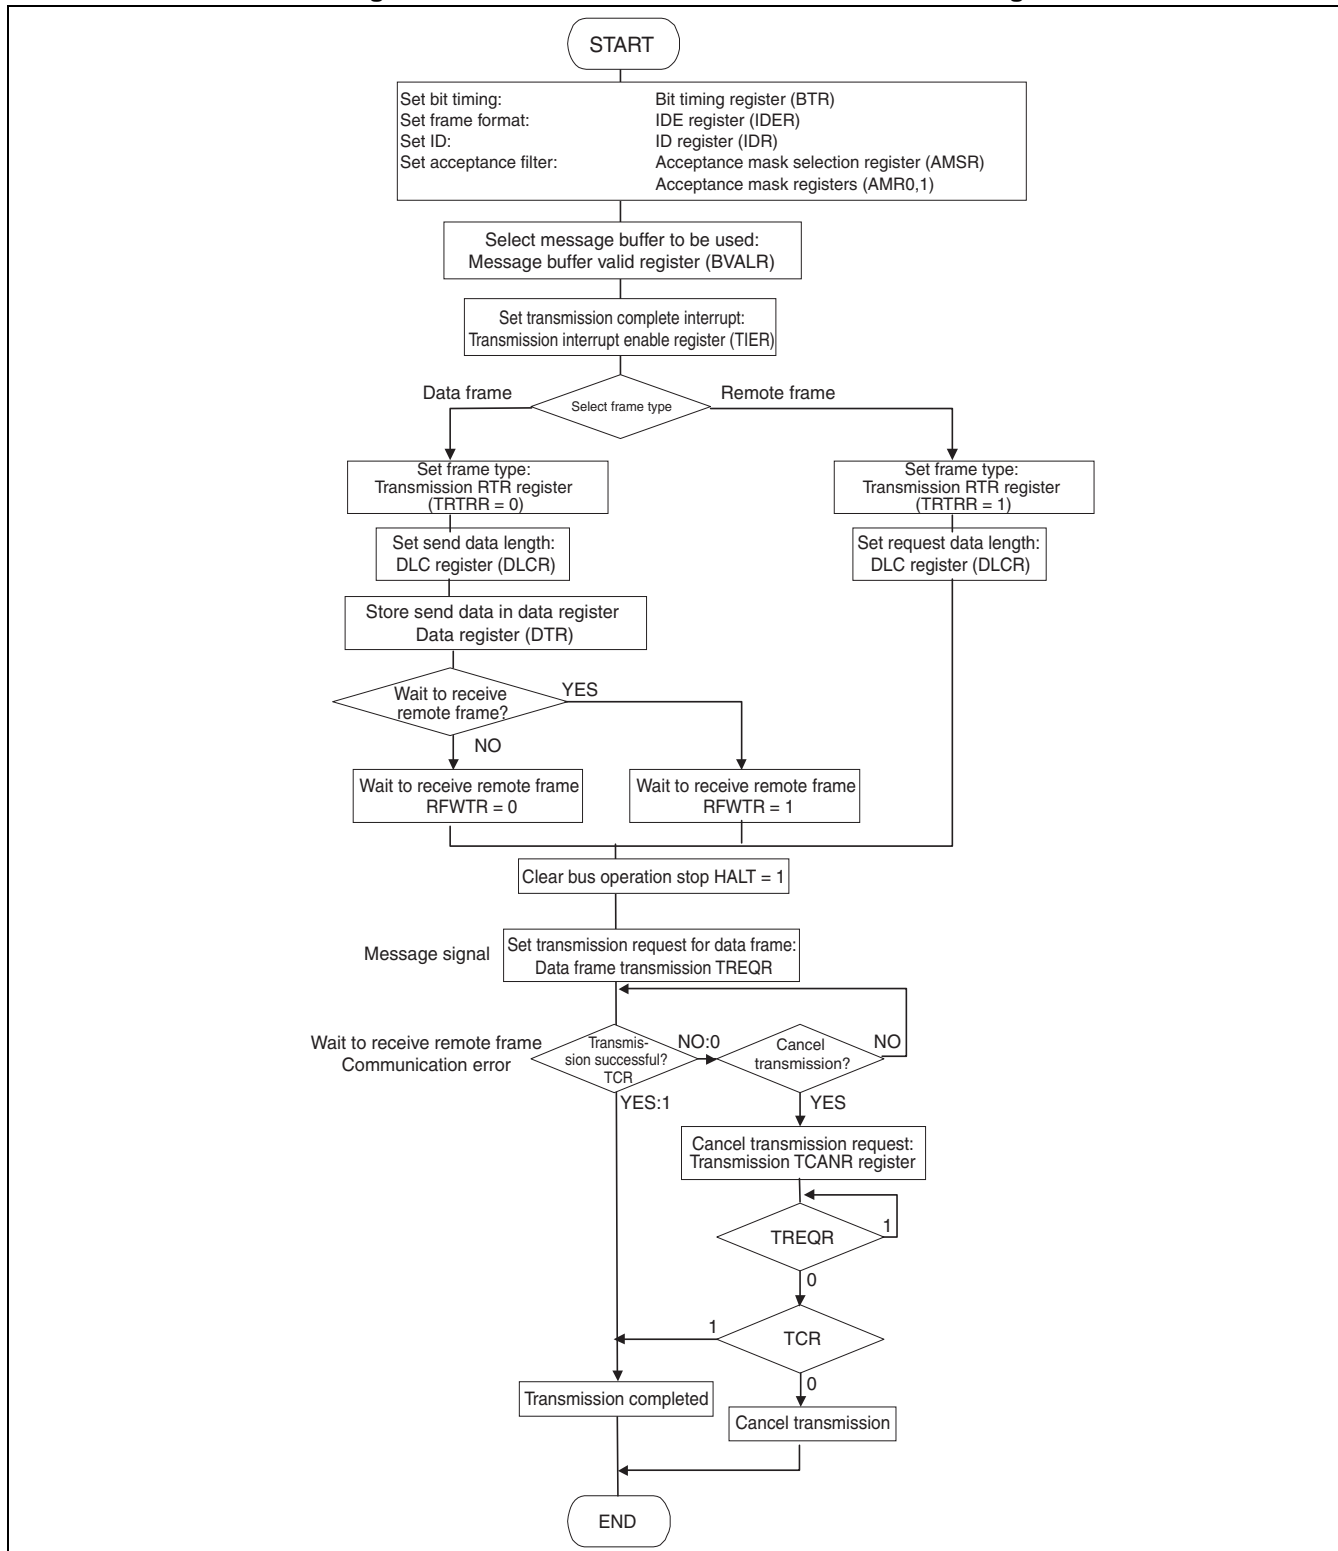 START
Set bit timing: Bit timing register (BTR)
Set frame format: IDE register (IDER)
Set ID: ID register (IDR)
Set acceptance filter: Acceptance mask selection register (AMSR)
Acceptance mask registers (AMR0,1)
Select message buffer to be used:
Message buffer valid register (BVALR)
Set transmission complete interrupt:
Transmission interrupt enable register (TIER)
Data frame
Select frame type
Remote frame
Set frame type:
Transmission RTR register
(TRTRR = 0)
Set frame type:
Transmission RTR register
(TRTRR = 1)
Set send data length:
DLC register (DLCR)
Set request data length:
DLC register (DLCR)
Store send data in data register
Data register (DTR)
Wait to receive
remote frame?
YES
NO
Wait to receive remote frame
RFWTR = 0
Wait to receive remote frame
RFWTR = 1
Clear bus operation stop HALT = 1
Message signal
Set transmission request for data frame:
Data frame transmission TREQR
Wait to receive remote frame
Communication error
Transmis-
sion successful?
TCR
NO:0
Cancel
transmission?
NO
YES:1
YES
Cancel transmission request:
Transmission TCANR register
TREQR
1
0
1
TCR
0
Transmission completed
Cancel transmission
END